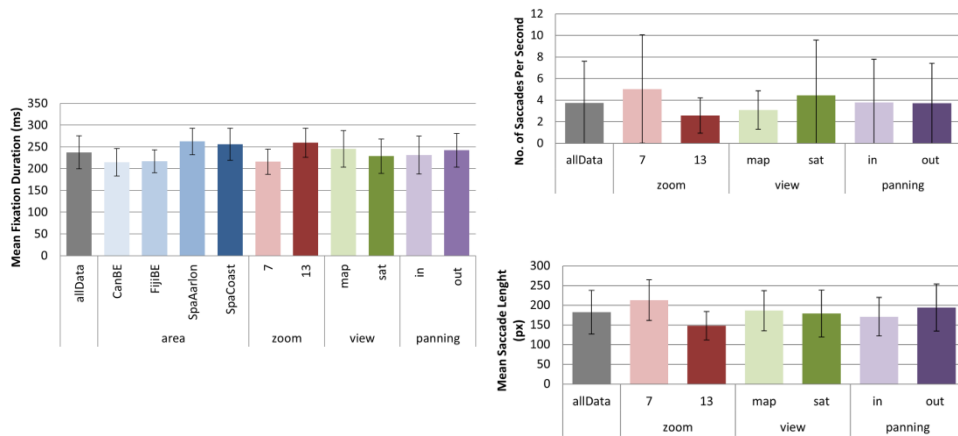 Mean Fixation Duration (ms)
350
300
250
200
150
100
50
0
allData CanBE FijiBE SpaAarlon SpaCoast 7 13 map sat in out
area zoom view panning
No. of Saccades Per Second
12
10
8
6
4
2
0
allData 7 13 map sat in out
zoom view panning
Mean Saccade Lenght
(px)
300
250
200
150
100
50
0
allData 7 13 map sat in out
zoom view panning